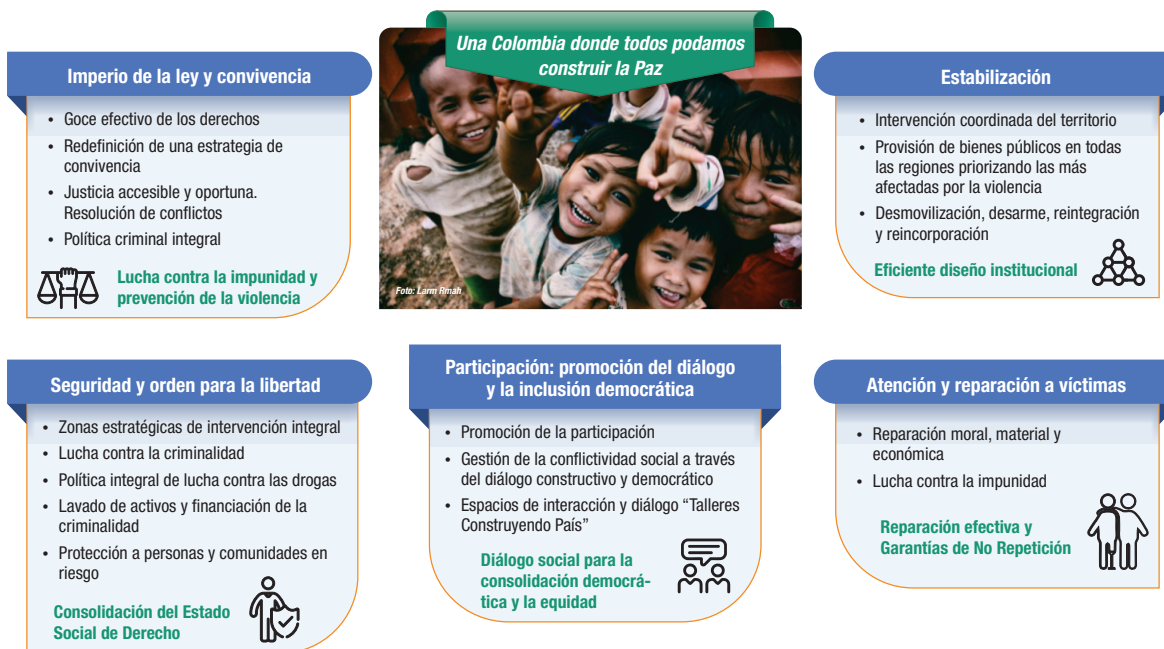 Una Colombia donde todos podamos
construir la Paz
Foto: Larm Rmah
Imperio de la ley y convivencia
• Goce efectivo de los derechos
• Redefinición de una estrategia de
convivencia
• Justicia accesible y oportuna.
Resolución de conflictos
• Política criminal integral
Lucha contra la impunidad y
prevención de la violencia
Estabilización
• Intervención coordinada del territorio
• Provisión de bienes públicos en todas
las regiones priorizando las más
afectadas por la violencia
• Desmovilización, desarme, reintegración
y reincorporación
Eficiente diseño institucional
Seguridad y orden para la libertad
• Zonas estratégicas de intervención integral
• Lucha contra la criminalidad
• Política integral de lucha contra las drogas
• Lavado de activos y financiación de la
criminalidad
• Protección a personas y comunidades en
riesgo
Consolidación del Estado
Social de Derecho
Participación: promoción del diálogo
y la inclusión democrática
• Promoción de la participación
• Gestión de la conflictividad social a través
del diálogo constructivo y democrático
• Espacios de interacción y diálogo “Talleres
Construyendo País”
Diálogo social para la
consolidación democrá-
tica y la equidad
Atención y reparación a víctimas
• Reparación moral, material y
económica
• Lucha contra la impunidad
Reparación efectiva y
Garantías de No Repetición